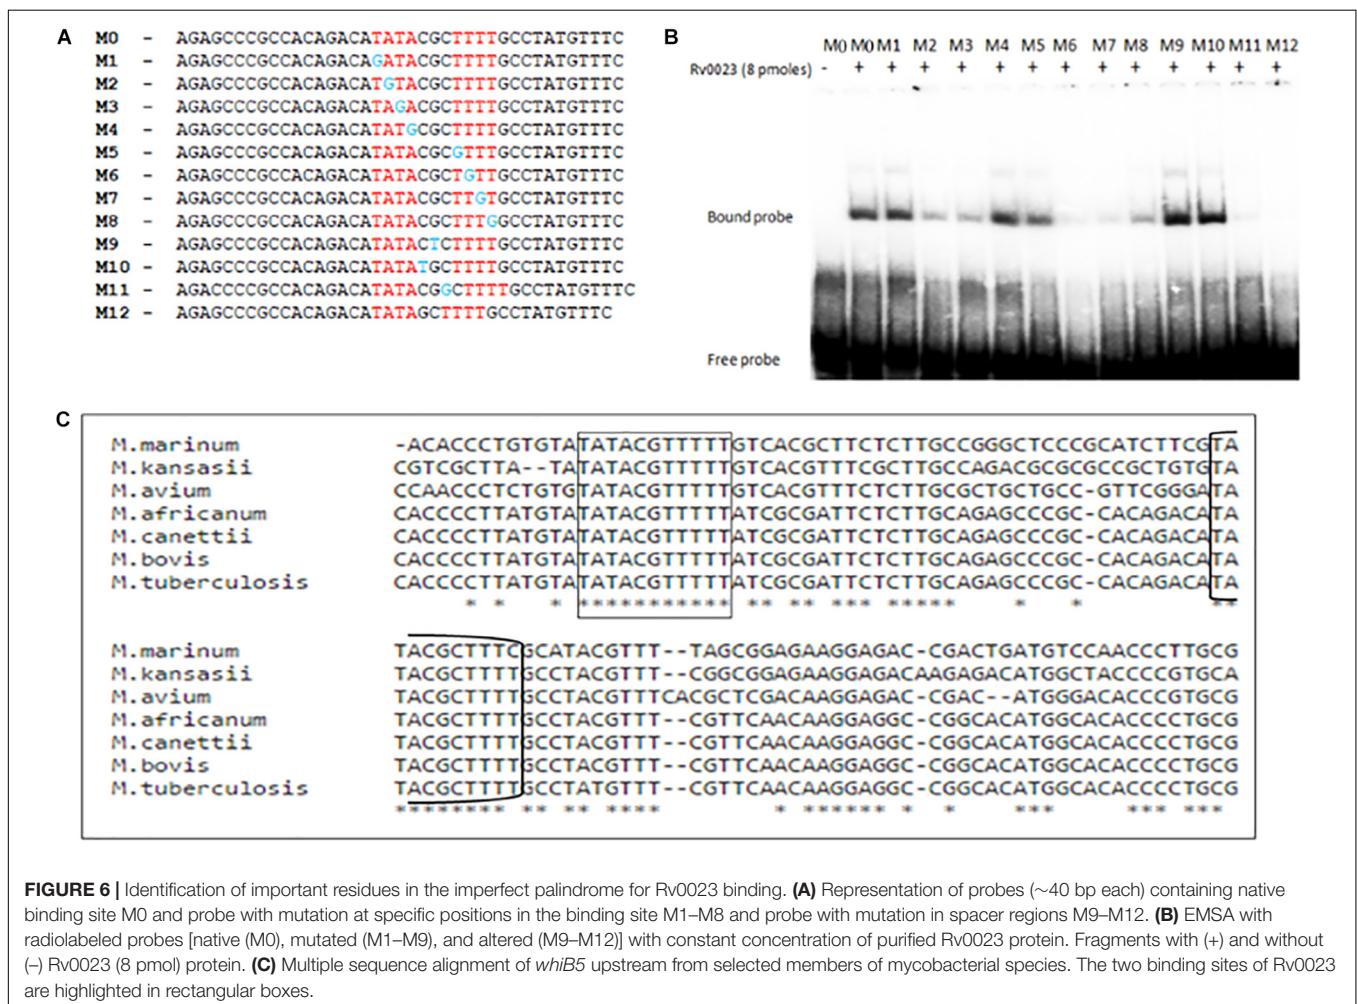 A
M0 - AGAGCCCGCCACAGACATATACGCTTTTGCCTATGTTTC
M1 - AGAGCCCGCCACAGACAGATACGCTTTTGCCTATGTTTC
M2 - AGAGCCCGCCACAGACATGTACGCTTTTGCCTATGTTTC
M3 - AGAGCCCGCCACAGACATAGACGCTTTTGCCTATGTTTC
M4 - AGAGCCCGCCACAGACATATGCGCTTTTGCCTATGTTTC
M5 - AGAGCCCGCCACAGACATATACGCGTTTGCCTATGTTTC
M6 - AGAGCCCGCCACAGACATATACGCTGTTGCCTATGTTTC
M7 - AGAGCCCGCCACAGACATATACGCTTGTGCCTATGTTTC
M8 - AGAGCCCGCCACAGACATATACGCTTTGGCCTATGTTTC
M9 - AGAGCCCGCCACAGACATATACTCTTTTGCCTATGTTTC
M10 - AGAGCCCGCCACAGACATATATGCTTTTGCCTATGTTTC
M11 - AGACCCCGCCACAGACATATACGGCTTTTGCCTATGTTTC
M12 - AGAGCCCGCCACAGACATATAGCTTTTGCCTATGTTTC
B
M0 M0 M1 M2 M3 M4 M5 M6 M7 M8 M9 M10 M11 M12
Rv0023 (8 pmoles) - + + + + + + + + + + + + +
Bound probe
Free probe
C
M.marinum -ACACCCTGTGTATATACGTTTTTGTCACGCTTCTCTTGCCGGGCTCCCGCATCTTCGTA
M.kansasii CGTCGCTTA--TATATACGTTTTTGTCACGTTTCGCTTGCCAGACGCGCGCCGCTGTGTA
M.avium CCAACCCTCTGTGTATACGTTTTTGTCACGTTTCTCTTGCGCTGCTGCC-GTTCGGGATA
M.africanum CACCCCTTATGTATATACGTTTTTATCGCGATTCTCTTGCAGAGCCCGC-CACAGACATA
M.canettii CACCCCTTATGTATATACGTTTTTATCGCGATTCTCTTGCAGAGCCCGC-CACAGACATA
M.bovis CACCCCTTATGTATATACGTTTTTATCGCGATTCTCTTGCAGAGCCCGC-CACAGACATA
M.tuberculosis CACCCCTTATGTATATACGTTTTTATCGCGATTCTCTTGCAGAGCCCGC-CACAGACATA
* * * *********** ** ** *** ***** * * **
M.marinum TACGCTTTCGCATACGTTT--TAGCGGAGAAGGAGAC-CGACTGATGTCCAACCCTTGCG
M.kansasii TACGCTTTTGCCTACGTTT--CGGCGGAGAAGGAGACAAGAGACATGGCTACCCCGTGCA
M.avium TACGCTTTTGCCTACGTTTCACGCTCGACAAGGAGAC-CGAC--ATGGGACACCCCTGCG
M.africanum TACGCTTTTGCCTACGTTT--CGTTCAACAAGGAGGC-CGGCACATGGCACACCCCTGCG
M.canettii TACGCTTTTGCCTACGTTT--CGTTCAACAAGGAGGC-CGGCACATGGCACACCCCTGCG
M.bovis TACGCTTTTGCCTACGTTT--CGTTCAACAAGGAGGC-CGGCACATGGCACACCCCTGCG
M.tuberculosis TACGCTTTTGCCTATGTTT--CGTTCAACAAGGAGGC-CGGCACATGGCACACCCCTGCG
******** ** ** **** * ****** * * *** *** ***
FIGURE 6 | Identification of important residues in the imperfect palindrome for Rv0023 binding. (A) Representation of probes (~40 bp each) containing native
binding site M0 and probe with mutation at specific positions in the binding site M1–M8 and probe with mutation in spacer regions M9–M12. (B) EMSA with
radiolabeled probes [native (M0), mutated (M1–M9), and altered (M9–M12)] with constant concentration of purified Rv0023 protein. Fragments with (+) and without
(–) Rv0023 (8 pmol) protein. (C) Multiple sequence alignment of whiB5 upstream from selected members of mycobacterial species. The two binding sites of Rv0023
are highlighted in rectangular boxes.